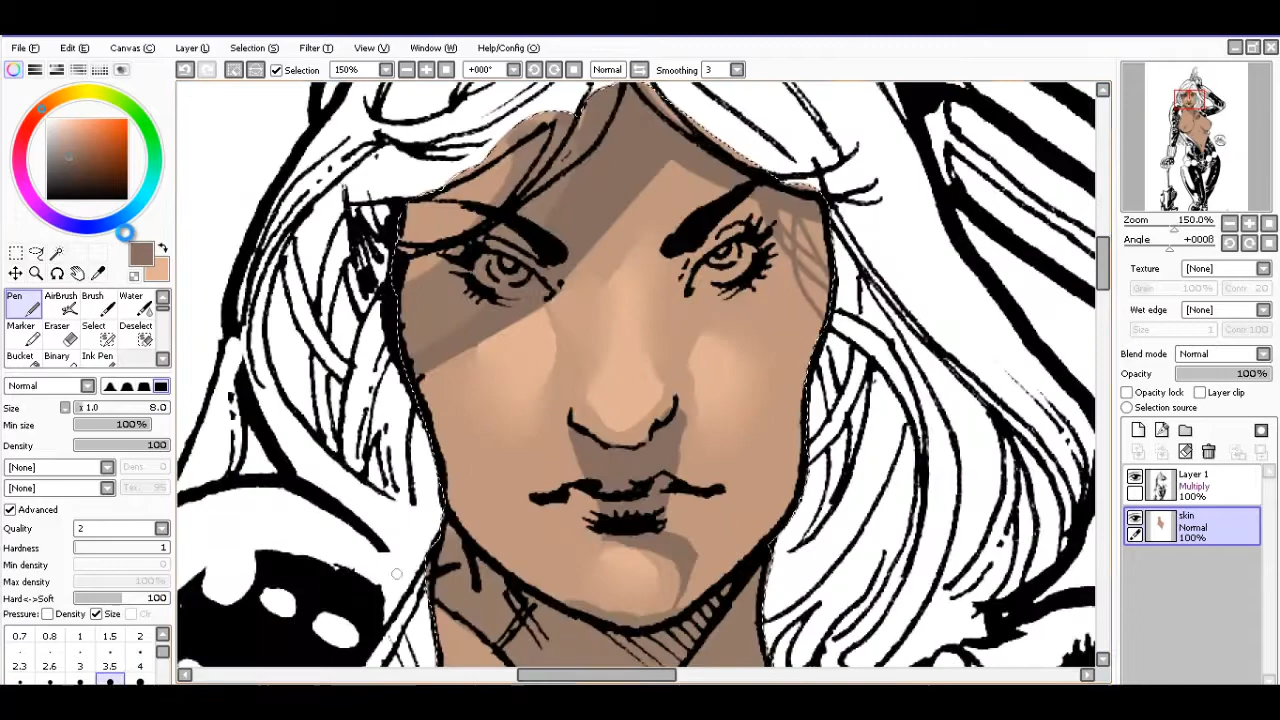 File (F) Edit (E) Canvas (C) Layer (L) Selection (S) Filter (T) View (V) Window (W) Help/Config (O)
Selection 150% +000° Normal Smoothing 3
Zoom 150.0%
Angle +000B
Texture [None]
Grain 100% Contr. 20
Wet edge [None]
Size 1 Contr 100
Blend mode Normal
Opacity 100%
Opacity lock Layer clip
Selection source
Layer 1
Multiply
100%
skin
Normal
100%
Pen AirBrush Brush Water
Marker Eraser Select Deselect
Bucket Binary Ink Pen
Normal
Size x 1.0 8.0
Min size 100%
Density 100
[None] Dens. 0
[None] Tex. 95
Advanced
Quality 2
Hardness 1
Min density 0
Max density 100%
Hard<->Soft 100
Pressure: Density Size Clr
0.7 0.8 1 1.5 2
2.3 2.6 3 3.5 4